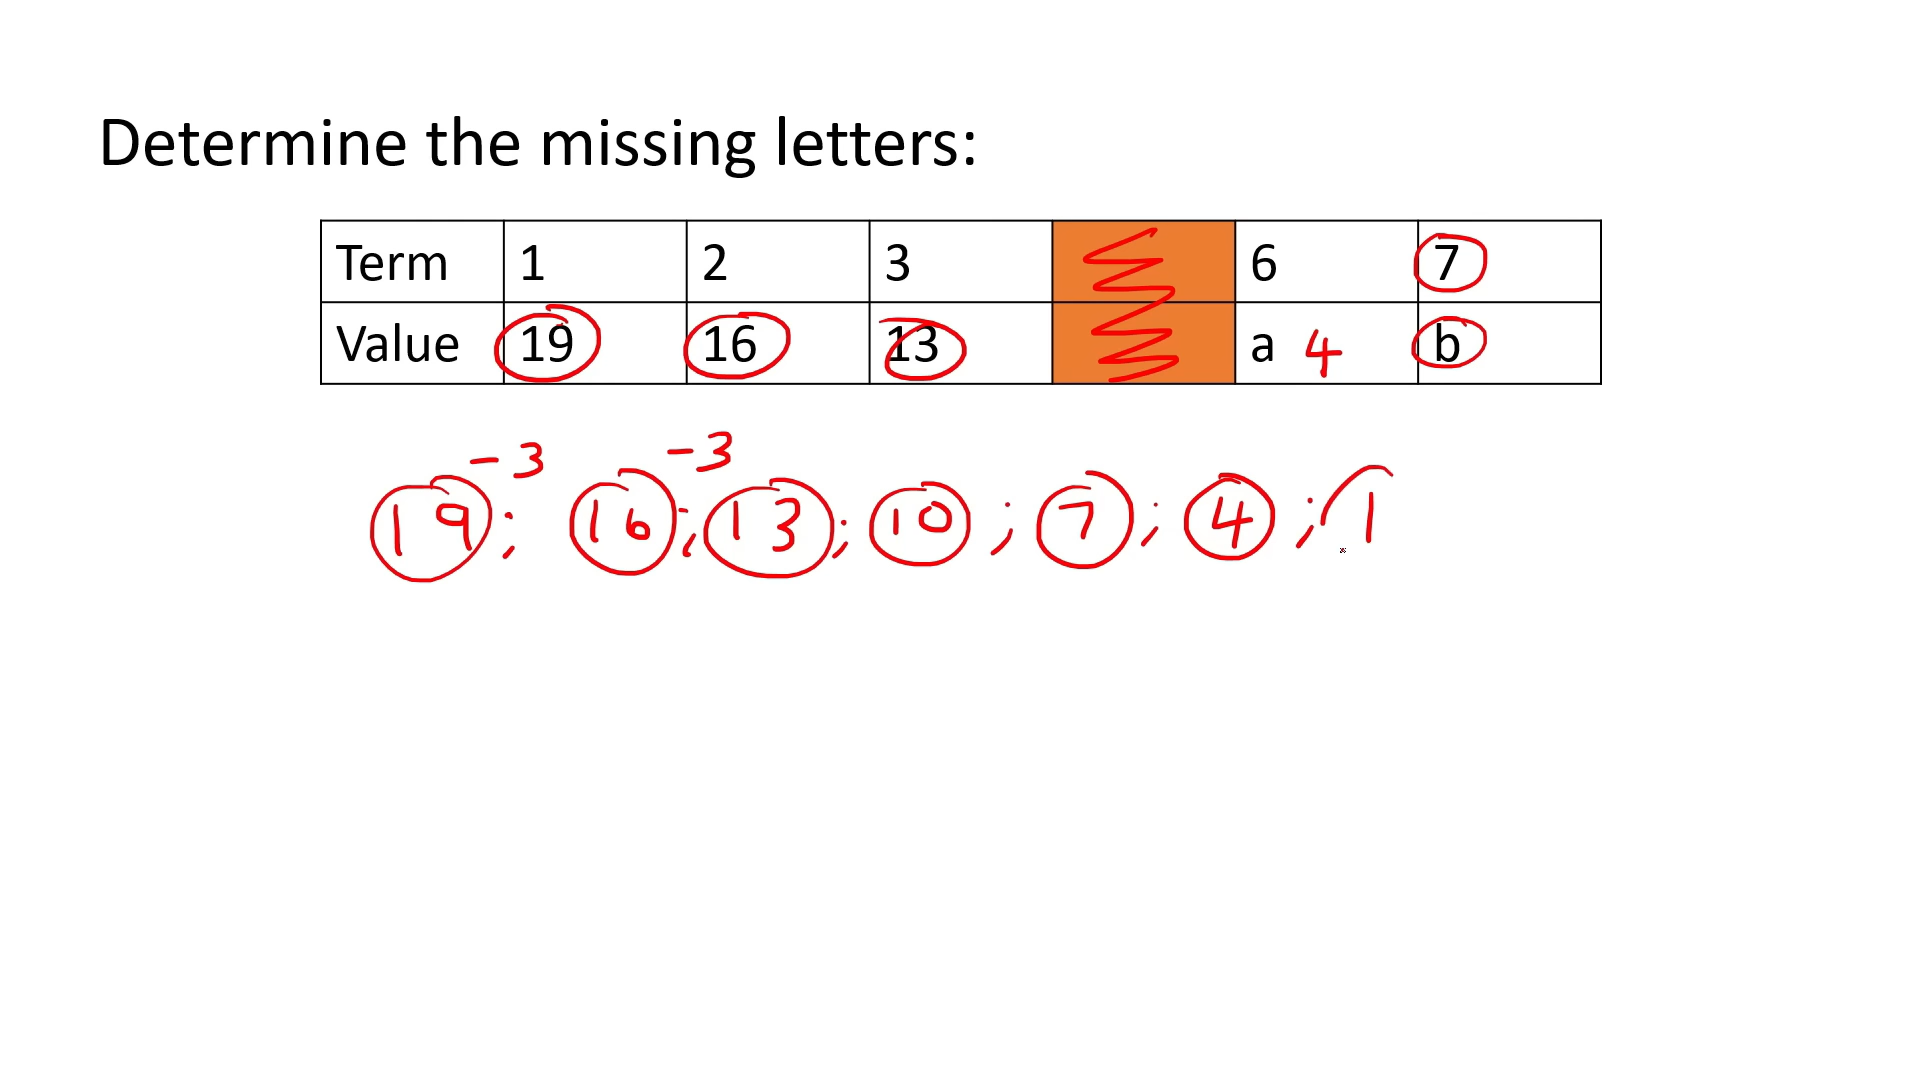 Determine the missing letters:
Term 1 2 3 6 7
Value 19 16 13 a 4 b
-3 -3
19; 16; 13; 10; 7; 4; 1